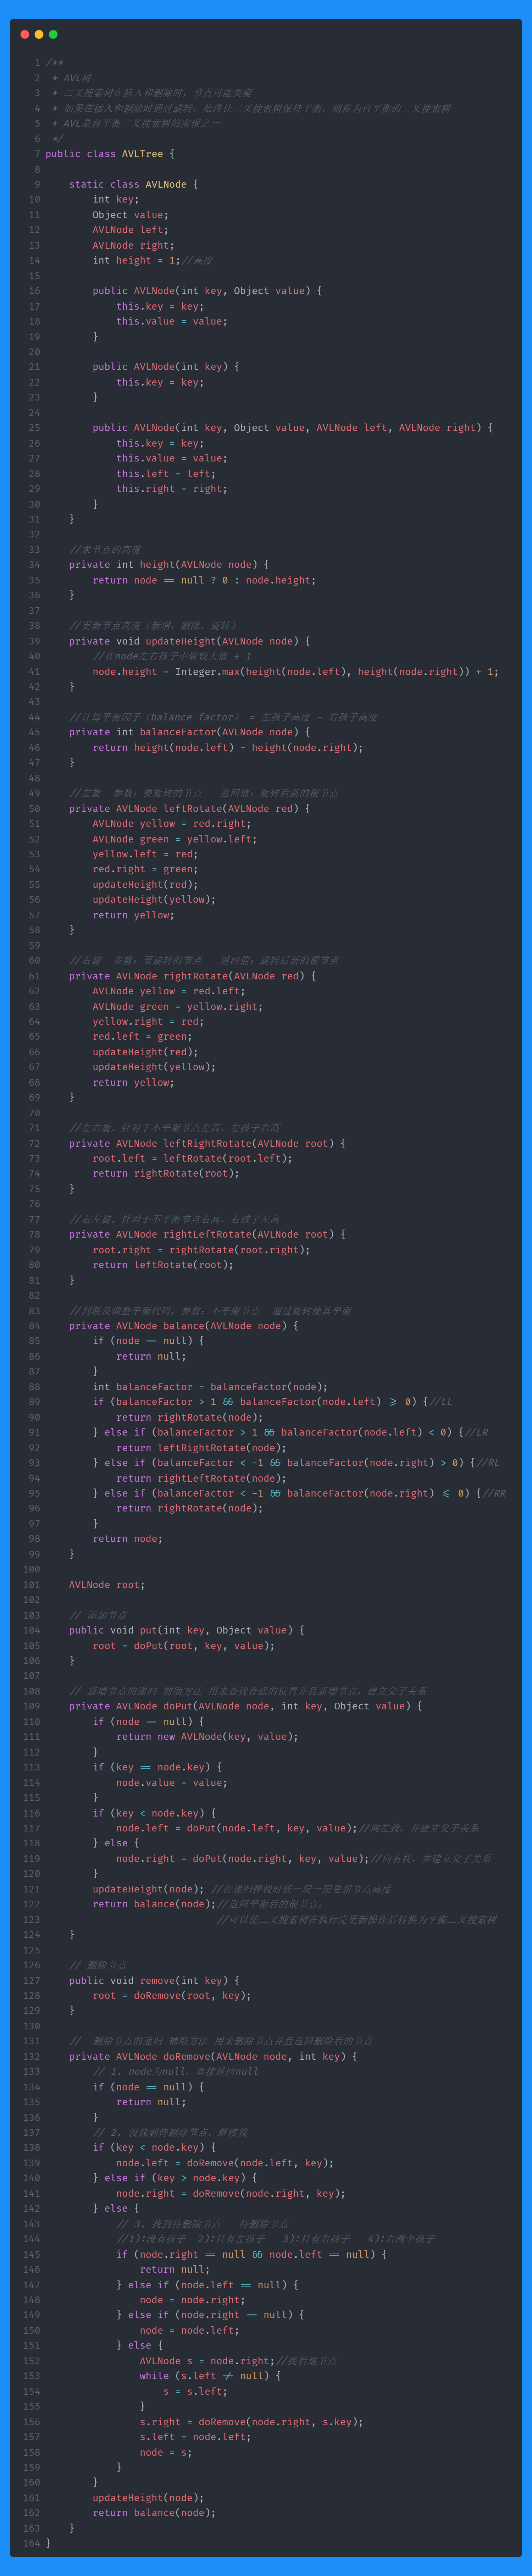 1 /**
2  * AVL树
3  * 二叉搜索树在插入和删除时，节点可能失衡
4  * 如果在插入和删除时通过旋转，始终让二叉搜索树保持平衡，则称为自平衡的二叉搜索树
5  * AVL是自平衡二叉搜索树的实现之一
6  */
7 public class AVLTree {
8
9     static class AVLNode {
10         int key;
11         Object value;
12         AVLNode left;
13         AVLNode right;
14         int height = 1;//高度
15
16         public AVLNode(int key, Object value) {
17             this.key = key;
18             this.value = value;
19         }
20
21         public AVLNode(int key) {
22             this.key = key;
23         }
24
25         public AVLNode(int key, Object value, AVLNode left, AVLNode right) {
26             this.key = key;
27             this.value = value;
28             this.left = left;
29             this.right = right;
30         }
31     }
32
33     //求节点的高度
34     private int height(AVLNode node) {
35         return node == null ? 0 : node.height;
36     }
37
38     //更新节点高度（新增，删除，旋转）
39     private void updateHeight(AVLNode node) {
40         //在node左右孩子中取较大值 + 1
41         node.height = Integer.max(height(node.left), height(node.right)) + 1;
42     }
43
44     //计算平衡因子（balance factor） = 左孩子高度 - 右孩子高度
45     private int balanceFactor(AVLNode node) {
46         return height(node.left) - height(node.right);
47     }
48
49     //左旋  参数：要旋转的节点   返回值：旋转后新的根节点
50     private AVLNode leftRotate(AVLNode red) {
51         AVLNode yellow = red.right;
52         AVLNode green = yellow.left;
53         yellow.left = red;
54         red.right = green;
55         updateHeight(red);
56         updateHeight(yellow);
57         return yellow;
58     }
59
60     //右旋  参数：要旋转的节点   返回值：旋转后新的根节点
61     private AVLNode rightRotate(AVLNode red) {
62         AVLNode yellow = red.left;
63         AVLNode green = yellow.right;
64         yellow.right = red;
65         red.left = green;
66         updateHeight(red);
67         updateHeight(yellow);
68         return yellow;
69     }
70
71     //左右旋，针对于不平衡节点左高，左孩子右高
72     private AVLNode leftRightRotate(AVLNode root) {
73         root.left = leftRotate(root.left);
74         return rightRotate(root);
75     }
76
77     //右左旋，针对于不平衡节点右高，右孩子左高
78     private AVLNode rightLeftRotate(AVLNode root) {
79         root.right = rightRotate(root.right);
80         return leftRotate(root);
81     }
82
83     //判断及调整平衡代码，参数：不平衡节点  通过旋转使其平衡
84     private AVLNode balance(AVLNode node) {
85         if (node == null) {
86             return null;
87         }
88         int balanceFactor = balanceFactor(node);
89         if (balanceFactor > 1 && balanceFactor(node.left) >= 0) {//LL
90             return rightRotate(node);
91         } else if (balanceFactor > 1 && balanceFactor(node.left) < 0) {//LR
92             return leftRightRotate(node);
93         } else if (balanceFactor < -1 && balanceFactor(node.right) > 0) {//RL
94             return rightLeftRotate(node);
95         } else if (balanceFactor < -1 && balanceFactor(node.right) <= 0) {//RR
96             return rightRotate(node);
97         }
98         return node;
99     }
100
101     AVLNode root;
102
103     // 添加节点
104     public void put(int key, Object value) {
105         root = doPut(root, key, value);
106     }
107
108     // 新增节点的递归 辅助方法 用来查找合适的位置并且新增节点，建立父子关系
109     private AVLNode doPut(AVLNode node, int key, Object value) {
110         if (node == null) {
111             return new AVLNode(key, value);
112         }
113         if (key == node.key) {
114             node.value = value;
115         }
116         if (key < node.key) {
117             node.left = doPut(node.left, key, value);//向左找，并建立父子关系
118         } else {
119             node.right = doPut(node.right, key, value);//向右找，并建立父子关系
120         }
121         updateHeight(node); //在递归弹栈时候一层一层更新节点高度
122         return balance(node);//返回平衡后的根节点，
123                              //可以使二叉搜索树在执行完更新操作后转换为平衡二叉搜索树
124     }
125
126     // 删除节点
127     public void remove(int key) {
128         root = doRemove(root, key);
129     }
130
131     //  删除节点的递归 辅助方法 用来删除节点并且返回删除后的节点
132     private AVLNode doRemove(AVLNode node, int key) {
133         // 1. node为null，直接返回null
134         if (node == null) {
135             return null;
136         }
137         // 2. 没找到待删除节点，继续找
138         if (key < node.key) {
139             node.left = doRemove(node.left, key);
140         } else if (key > node.key) {
141             node.right = doRemove(node.right, key);
142         } else {
143             // 3. 找到待删除节点   待删除节点
144             //1):没有孩子  2):只有左孩子   3):只有右孩子   4):右两个孩子
145             if (node.right == null && node.left == null) {
146                 return null;
147             } else if (node.left == null) {
148                 node = node.right;
149             } else if (node.right == null) {
150                 node = node.left;
151             } else {
152                 AVLNode s = node.right;//找后继节点
153                 while (s.left != null) {
154                     s = s.left;
155                 }
156                 s.right = doRemove(node.right, s.key);
157                 s.left = node.left;
158                 node = s;
159             }
160         }
161         updateHeight(node);
162         return balance(node);
163     }
164 }